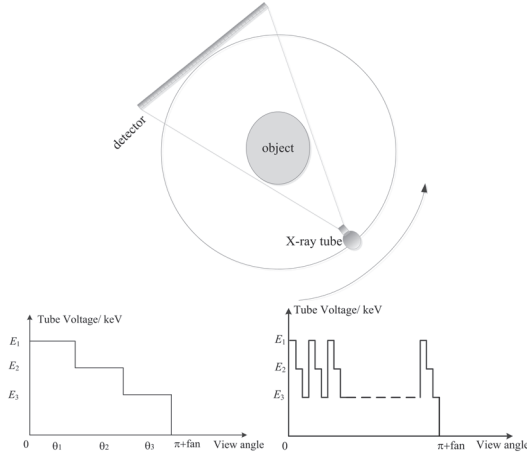 detector
object
X-ray tube
Tube Voltage/ keV
E1
E2
E3
0 θ1 θ2 θ3 π+fan View angle
Tube Voltage/ keV
E1
E2
E3
0 π+fan View angle